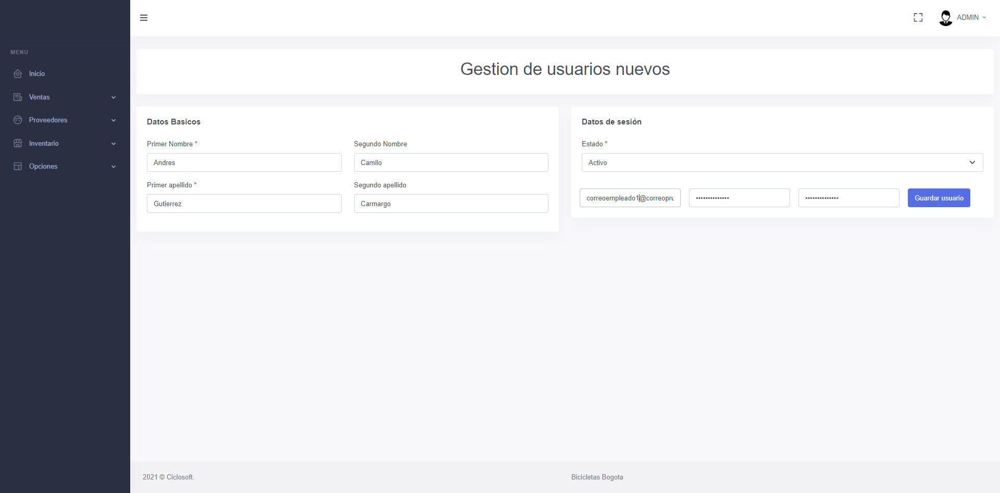 ADMIN
MENU
Inicio
Ventas
Proveedores
Inventario
Opciones
Gestion de usuarios nuevos
Datos Basicos
Primer Nombre *
Segundo Nombre
Andres
Camilo
Primer apellido *
Segundo apellido
Gutierrez
Carmargo
Datos de sesión
Estado *
Activo
correoempleado1@correopru
•••••••••••••
•••••••••••••
Guardar usuario
2021 © Ciclosoft.
Bicicletas Bogota